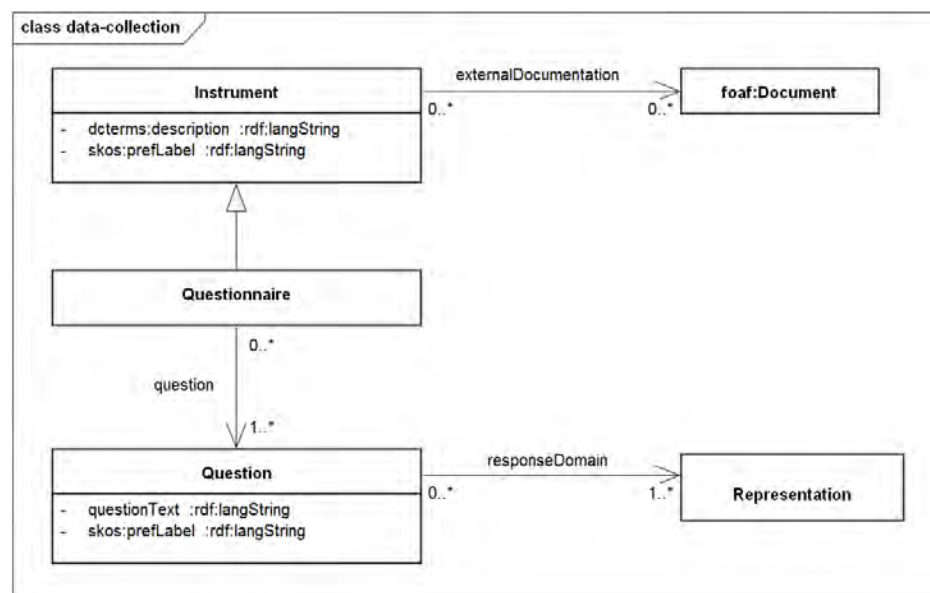 class data-collection
Instrument
- dcterms:description :rdf:langString
- skos:prefLabel :rdf:langString
externalDocumentation
0..*
0..*
foaf:Document
Questionnaire
0..*
question
1..*
Question
- questionText :rdf:langString
- skos:prefLabel :rdf:langString
responseDomain
0..*
1..*
Representation